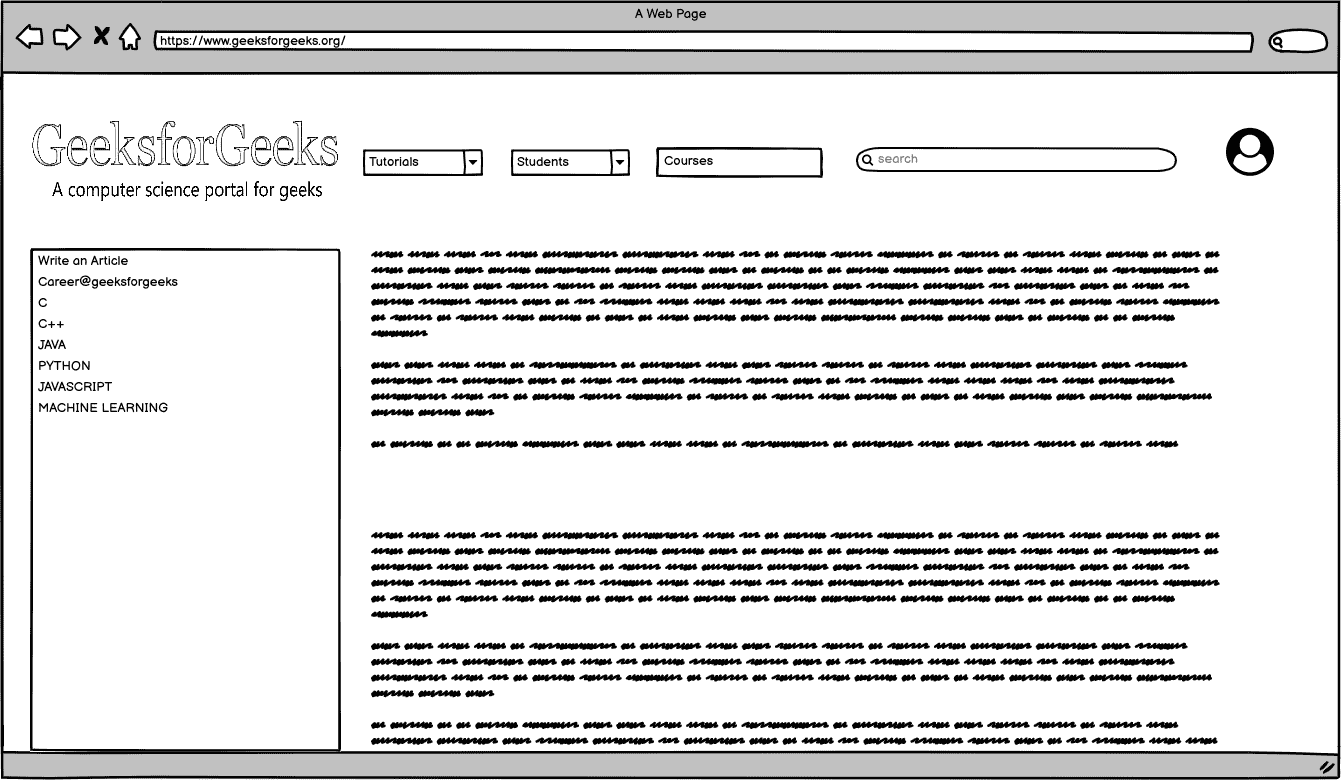 A Web Page
https://www.geeksforgeeks.org/
GeeksforGeeks
A computer science portal for geeks
Tutorials
Students
Courses
search
Write an Article
Career@geeksforgeeks
C
C++
JAVA
PYTHON
JAVASCRIPT
MACHINE LEARNING